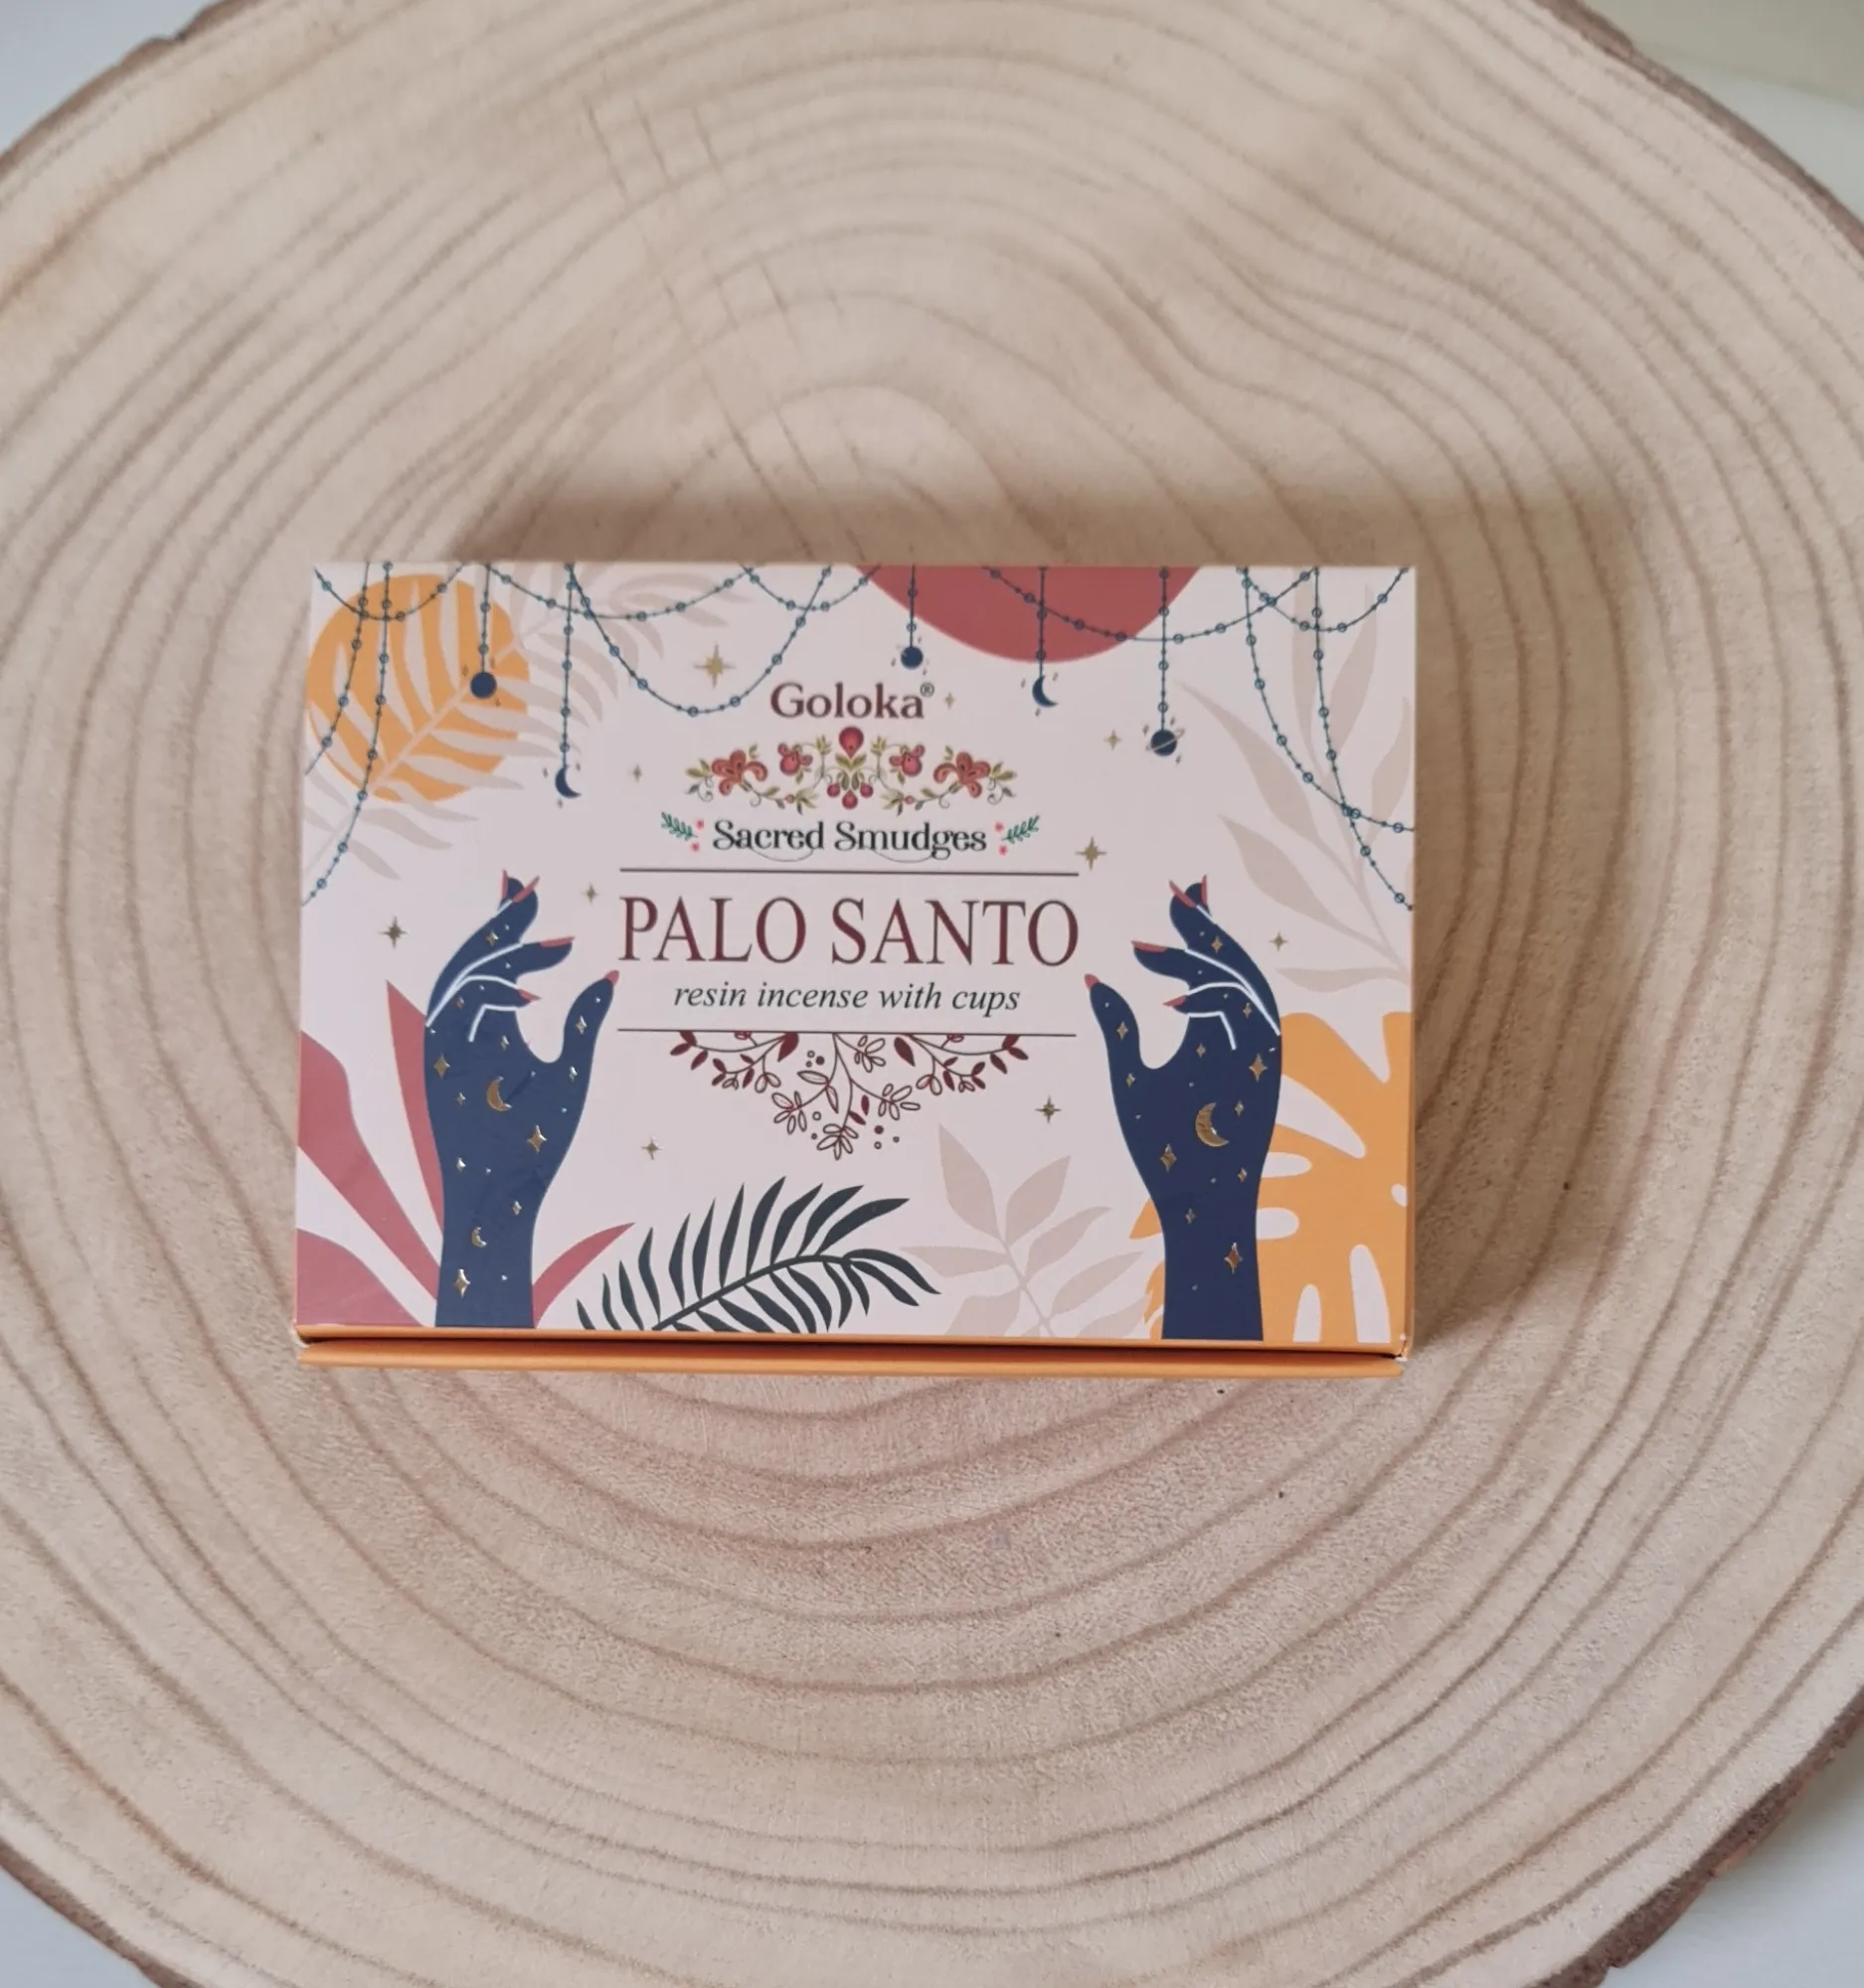 Goloka®
Sacred Smudges
PALO SANTO
resin incense with cups